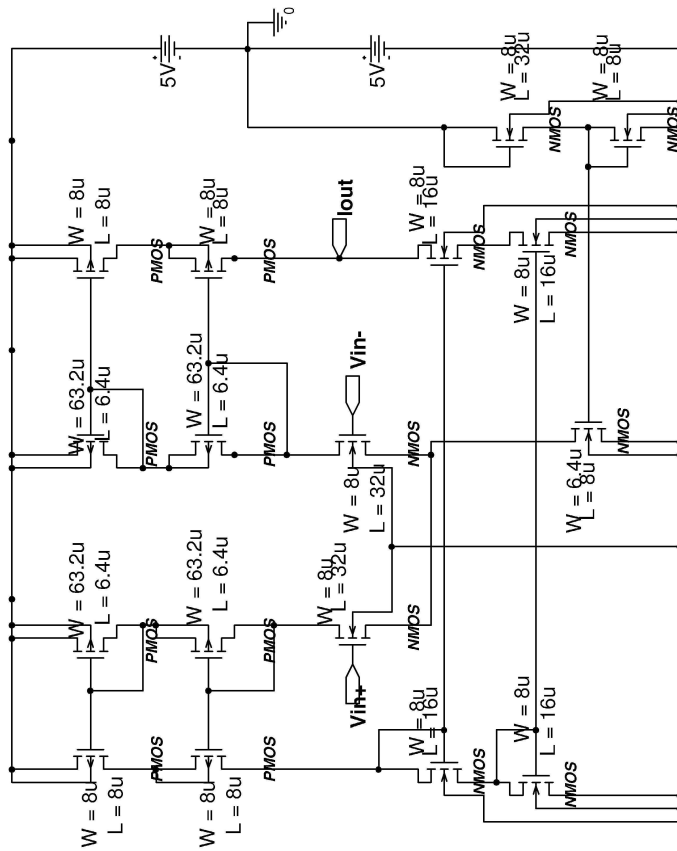 0
5V
5V
W = 8u
L = 32u
NMOS
W = 8u
L = 8u
NMOS
W = 8u
L = 8u
PMOS
W = 8u
L = 8u
PMOS
Iout
W = 8u
L = 16u
NMOS
W = 8u
L = 16u
NMOS
W = 63.2u
L = 6.4u
PMOS
W = 63.2u
L = 6.4u
PMOS
Vin-
W = 8u
L = 32u
NMOS
W = 6.4u
L = 8u
NMOS
W = 63.2u
L = 6.4u
PMOS
W = 63.2u
L = 6.4u
PMOS
W = 8u
L = 32u
NMOS
Vin+
W = 8u
L = 8u
PMOS
W = 8u
L = 8u
PMOS
W = 8u
L = 16u
NMOS
W = 8u
L = 16u
NMOS